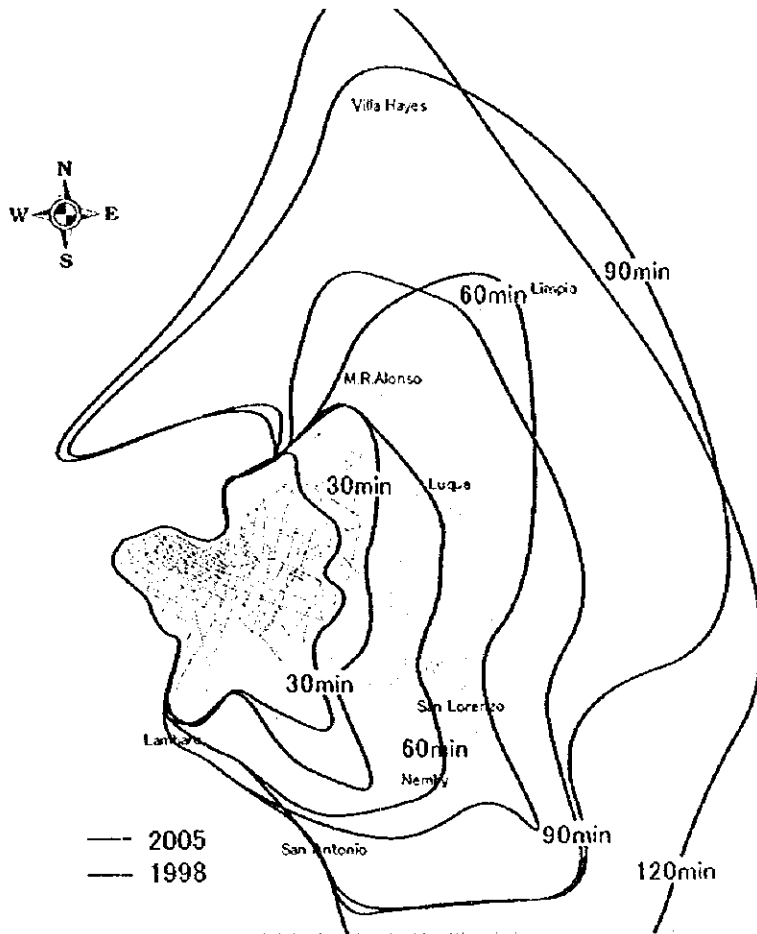 Villa Hayes
N
W E
S
90min
60min Limpio
M.R.Alonso
30min Luque
30min
San Lorenzo
Lambare
60min
Nemby
2005
90min
San Antonio
1998
120min